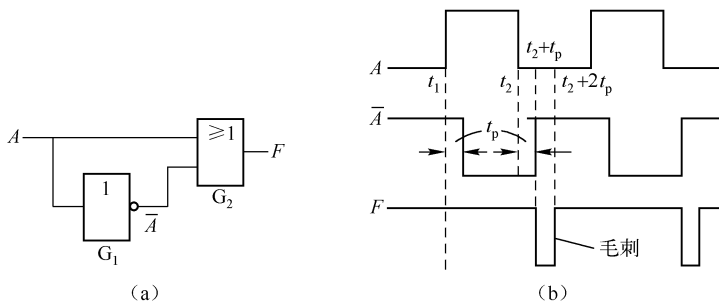 A
1
G₁
A̅
≥1
G₂
F
(a)
A
t₁
t₂
t₂+tₚ
t₂+2tₚ
A̅
tₚ
F
毛刺
(b)